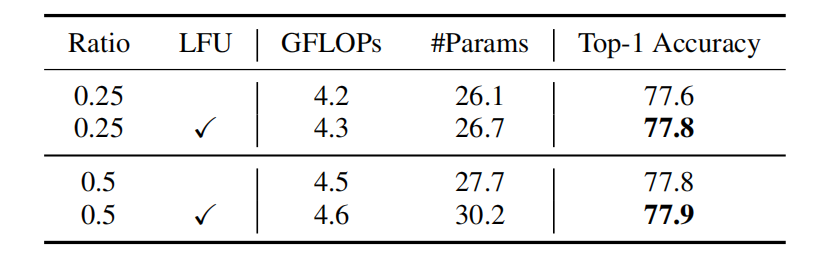 Ratio LFU GFLOPs #Params Top-1 Accuracy
0.25 4.2 26.1 77.6
0.25 ✓ 4.3 26.7 77.8
0.5 4.5 27.7 77.8
0.5 ✓ 4.6 30.2 77.9